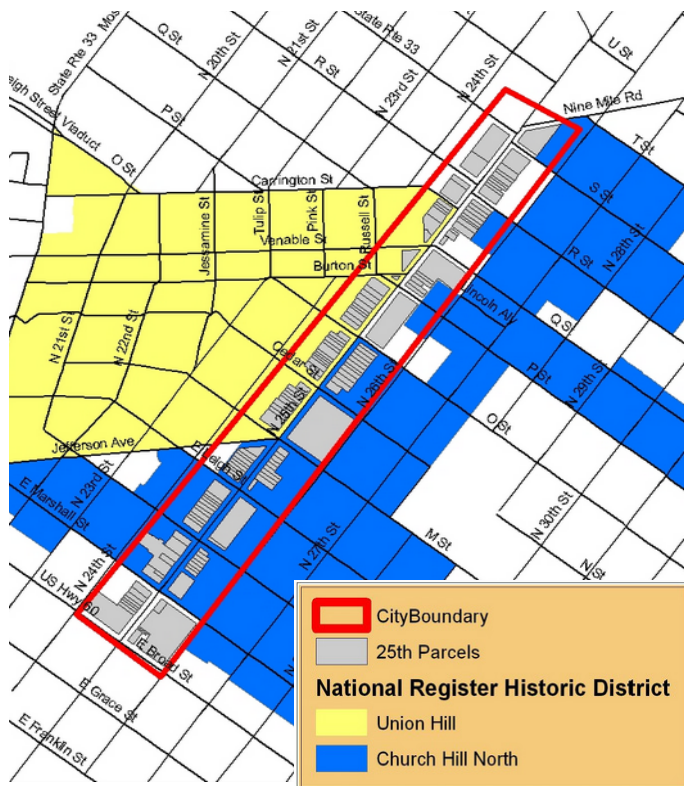 State Rte 33
Mos
Q St
N 20th St
N 21st St
State Rte 33
R St
N 23rd St
N 24th St
U St
Nine Mile Rd
eigh Street Viaduct
P St
O St
T St
Carrington St
S St
Jessamine St
Tulip St
Pink St
Russell St
Venable St
Burton St
R St
N 28th St
Lincoln Aly
Q St
N 21st S
N 22nd St
Cedar St
N 26th St
P St
N 29th St
N 25th St
O St
Jefferson Ave
E Leigh St
N 23rd St
E Marshall St
N 27th St
N 30th St
M St
N St
N 24th St
US Hwy 60
E Broad St
E Grace St
E Franklin St
N
CityBoundary
25th Parcels
National Register Historic District
Union Hill
Church Hill North